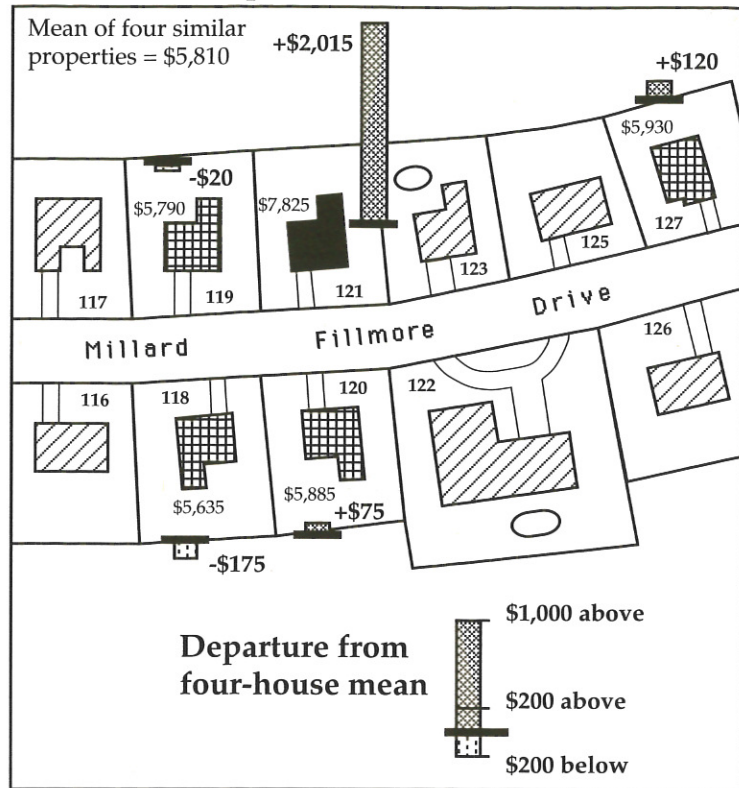 Mean of four similar
properties = $5,810
+$2,015
+$120
-$20
$5,930
$5,790
$7,825
117
119
121
123
125
127
Millard Fillmore Drive
116
118
120
122
126
$5,635
$5,885
+$75
-$175
Departure from
four-house mean
$1,000 above
$200 above
$200 below